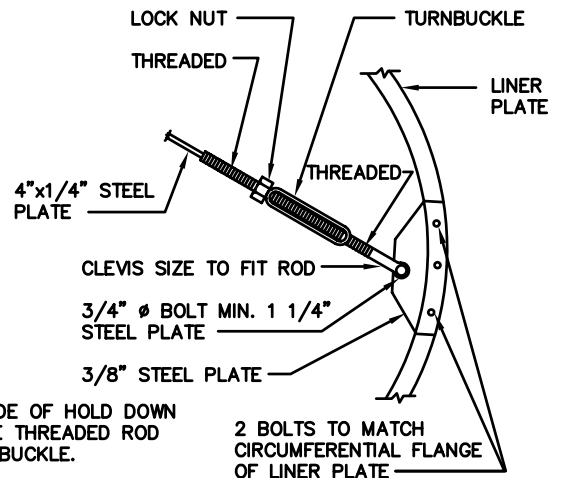 LOCK NUT
TURNBUCKLE
THREADED
LINER
PLATE
THREADED
4"x1/4" STEEL
PLATE
CLEVIS SIZE TO FIT ROD
3/4" ø BOLT MIN. 1 1/4"
STEEL PLATE
3/8" STEEL PLATE
OF HOLD DOWN
THREADED ROD
2 BOLTS TO MATCH
CIRCUMFERENTIAL FLANGE
OF LINER PLATE